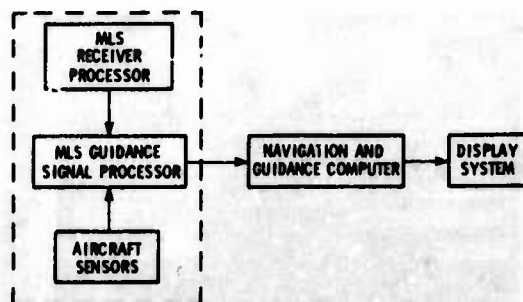 MLS
RECEIVER
PROCESSOR
MLS GUIDANCE
SIGNAL PROCESSOR
NAVIGATION AND
GUIDANCE COMPUTER
DISPLAY
SYSTEM
AIRCRAFT
SENSORS